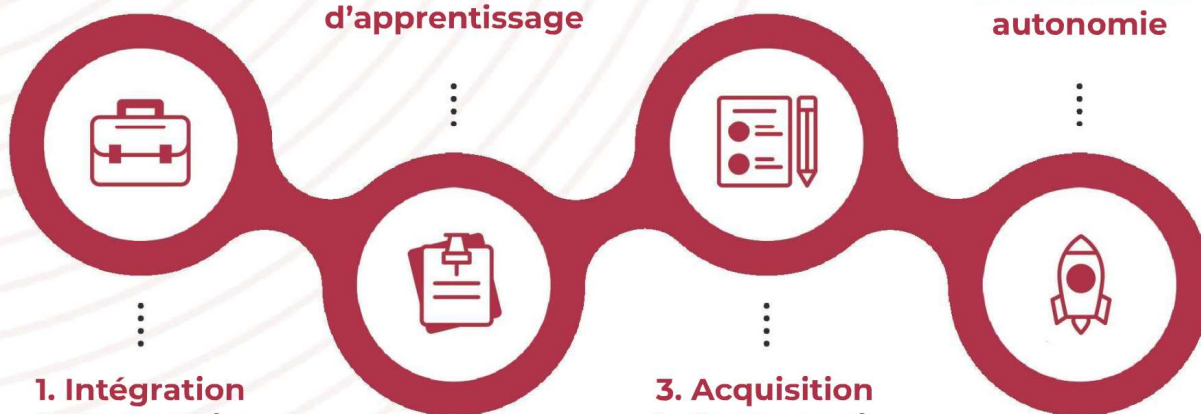 d’apprentissage
autonomie
1. Intégration
3. Acquisition